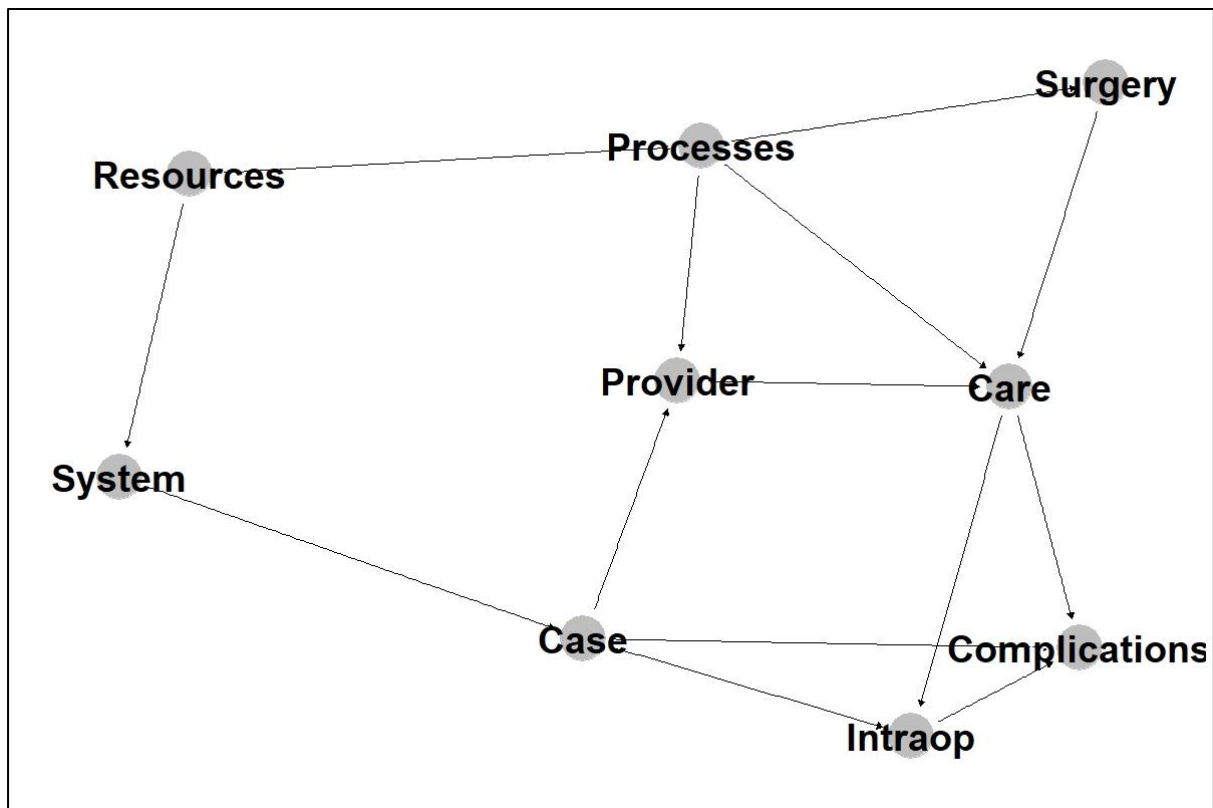 Surgery
Processes
Resources
Provider
Care
System
Case
Complications
Intraop